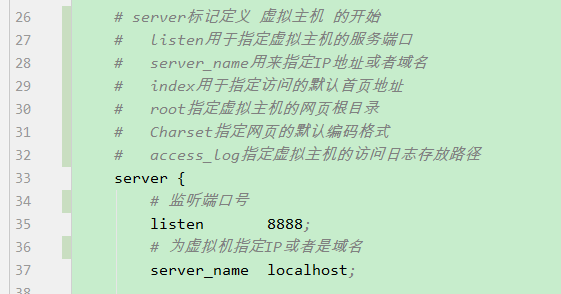 26 # server标记定义 虚拟主机 的开始
27 #   listen用于指定虚拟主机的服务端口
28 #   server_name用来指定IP地址或者域名
29 #   index用于指定访问的默认首页地址
30 #   root指定虚拟主机的网页根目录
31 #   Charset指定网页的默认编码格式
32 #   access_log指定虚拟主机的访问日志存放路径
33 server {
34     # 监听端口号
35     listen       8888;
36     # 为虚拟机指定IP或者是域名
37     server_name  localhost;
38